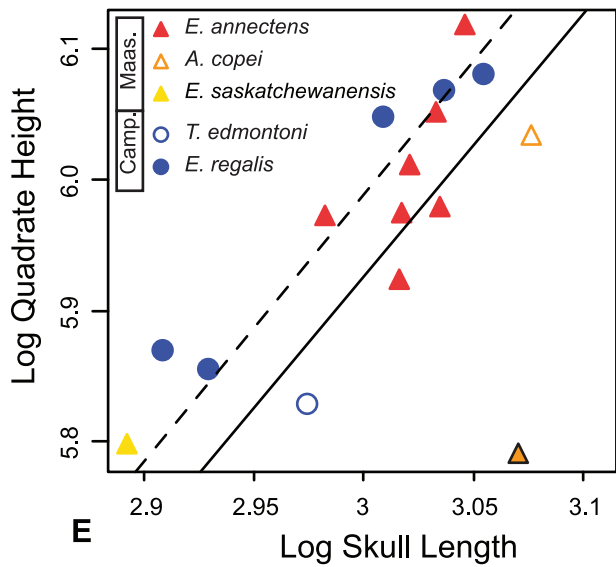 Log Quadrate Height
6.1
6.0
5.9
5.8
Maas.
Camp.
E. annectens
A. copei
E. saskatchewanensis
T. edmontoni
E. regalis
2.9 2.95 3 3.05 3.1
E
Log Skull Length